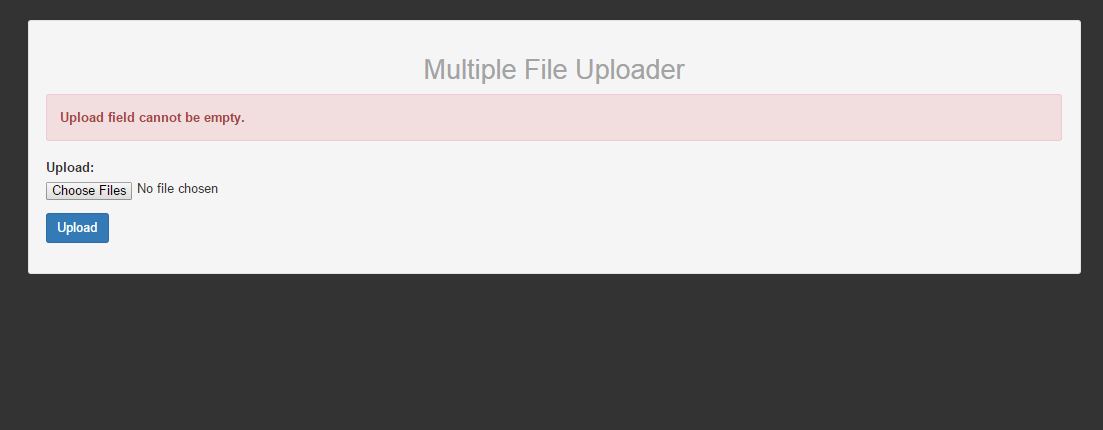 Multiple File Uploader
Upload field cannot be empty.
Upload:
Choose Files No file chosen
Upload